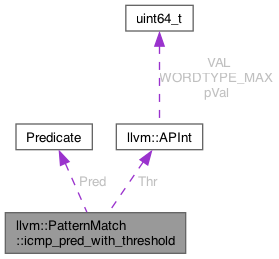 uint64_t
VAL
WORDTYPE_MAX
pVal
Predicate
llvm::APInt
Pred
Thr
llvm::PatternMatch
::icmp_pred_with_threshold